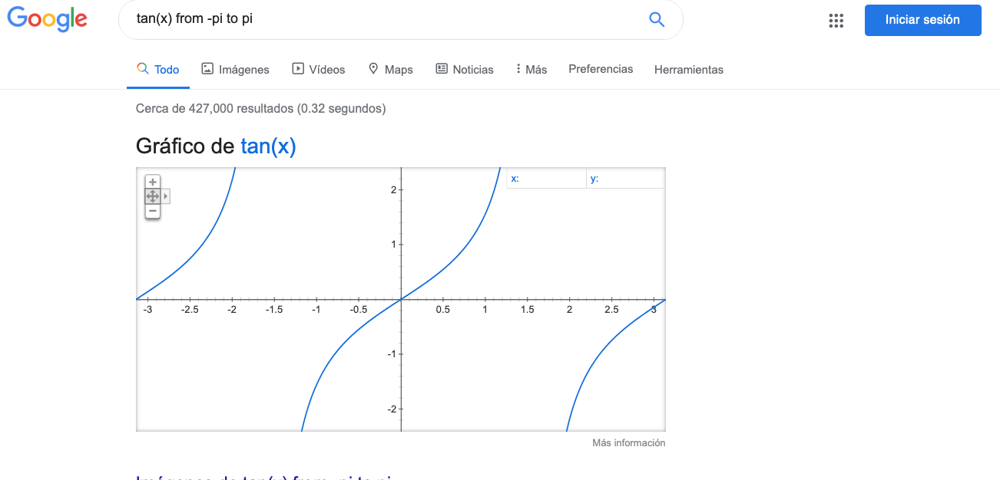 Google
tan(x) from -pi to pi
Iniciar sesión
Todo Imágenes Vídeos Maps Noticias Más Preferencias Herramientas
Cerca de 427,000 resultados (0.32 segundos)
Gráfico de tan(x)
x: y:
2
1
-3 -2.5 -2 -1.5 -1 -0.5 0.5 1 1.5 2 2.5 3
-1
-2
Más información
Imágenes de tan(x) from -pi to pi